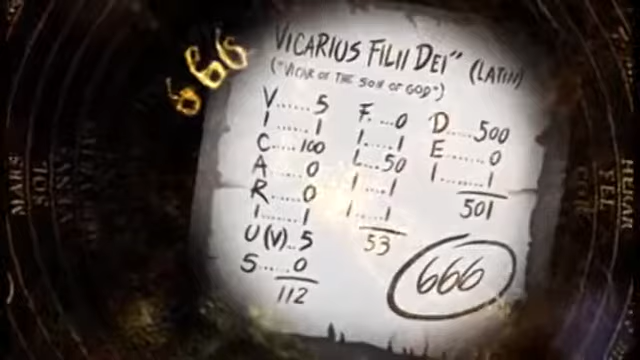 666
VICARIUS FILII DEI" (LATIN)
("VICAR OF THE SON OF GOD")
V......5
I......1
C......100
A......0
R......0
I......1
U(V)..5
S......0
112
F....0
I....1
L...50
I....1
I....1
53
D....500
E......0
I........1
501
666
MARS
SOL
VENVS